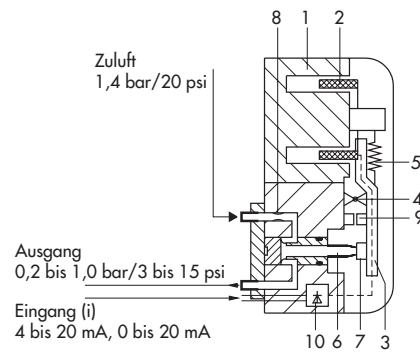 8 1 2
Zuluft
1,4 bar/20 psi
5
4
9
Ausgang
0,2 bis 1,0 bar/3 bis 15 psi
Eingang (i)
4 bis 20 mA, 0 bis 20 mA
10 6 7 3